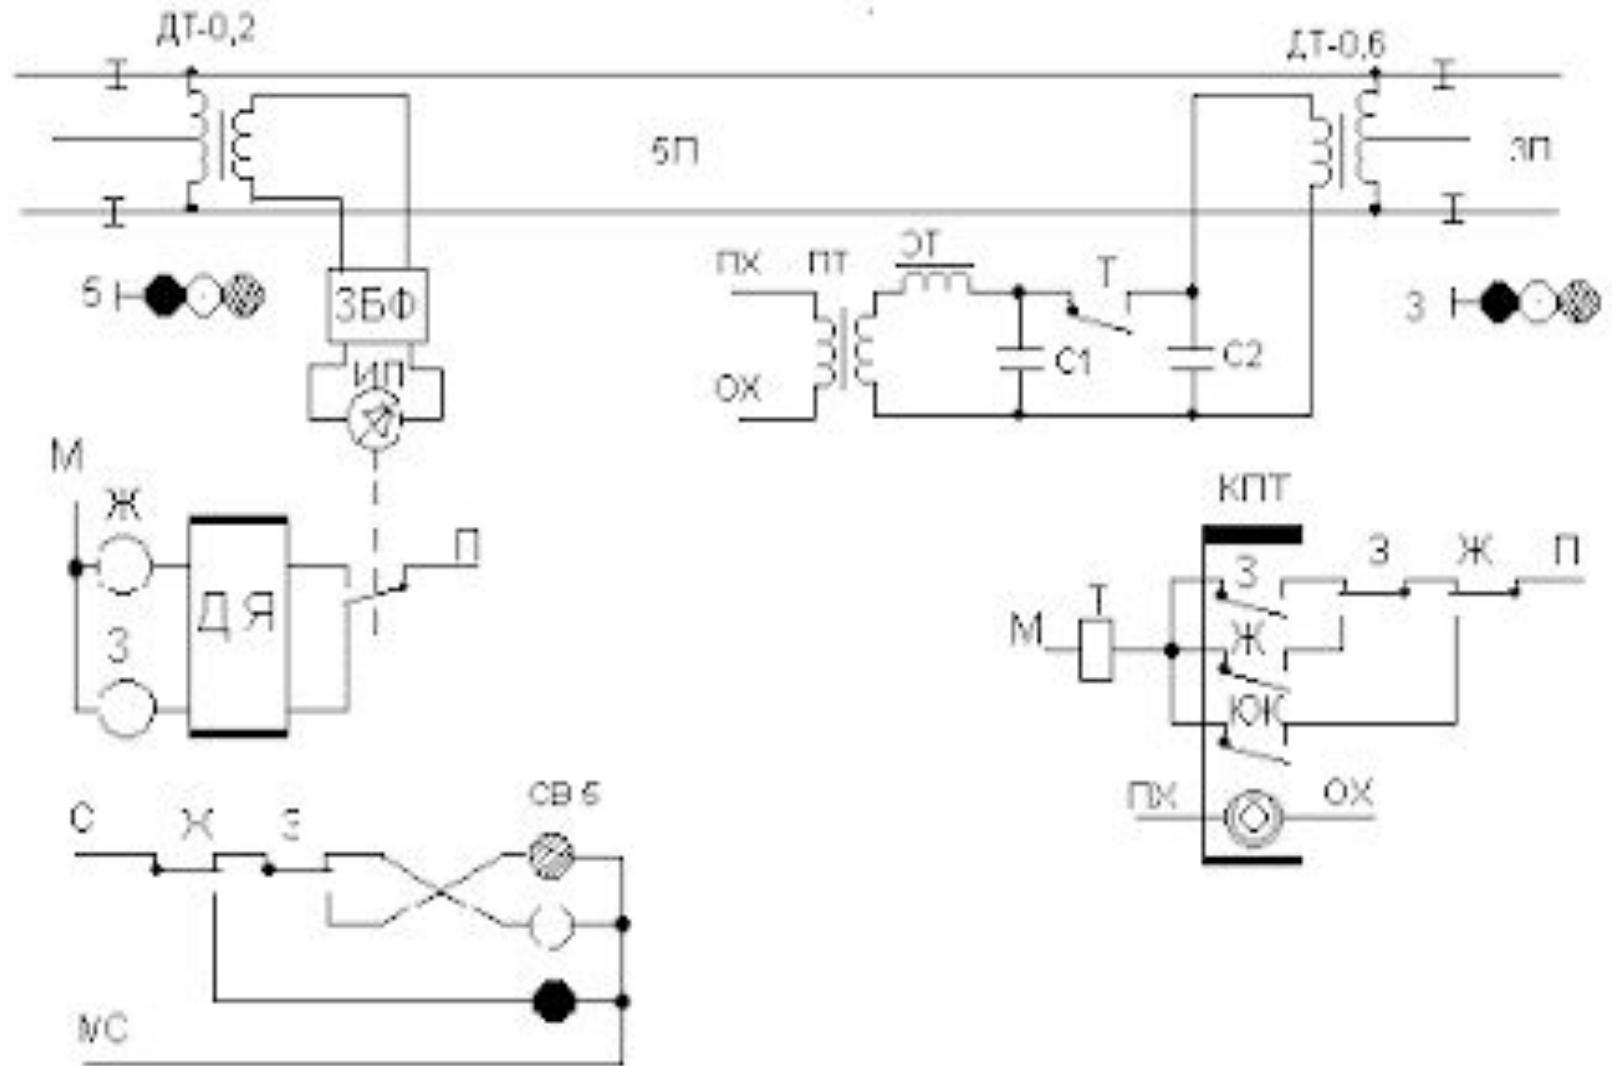 ДТ-0,2
ДТ-0,6
5П
3П
ПХ ПТ
ЭТ
Т
5
ЗБФ
3
С1
С2
ИП
ОХ
М
Ж
П
ДЯ
З
КПТ
З
З
Ж
П
М
Т
Ж
КЖ
ПХ
ОХ
С
Ж
З
СВ 5
МС